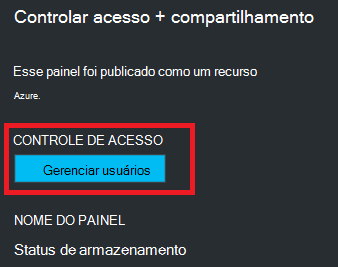 Controlar acesso + compartilhamento
Esse painel foi publicado como um recurso
Azure.
CONTROLE DE ACESSO
Gerenciar usuários
NOME DO PAINEL
Status de armazenamento